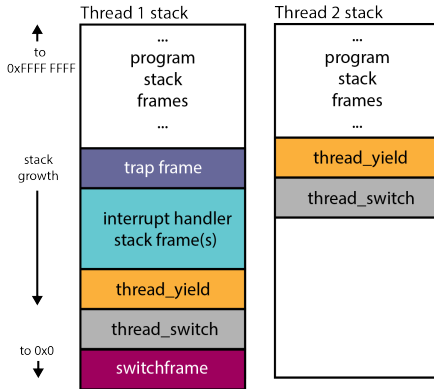 Thread 1 stack
to
0xFFFF FFFF
...
program
stack
frames
...
stack
growth
trap frame
interrupt handler
stack frame(s)
thread_yield
thread_switch
to 0x0
switchframe
Thread 2 stack
...
program
stack
frames
...
thread_yield
thread_switch